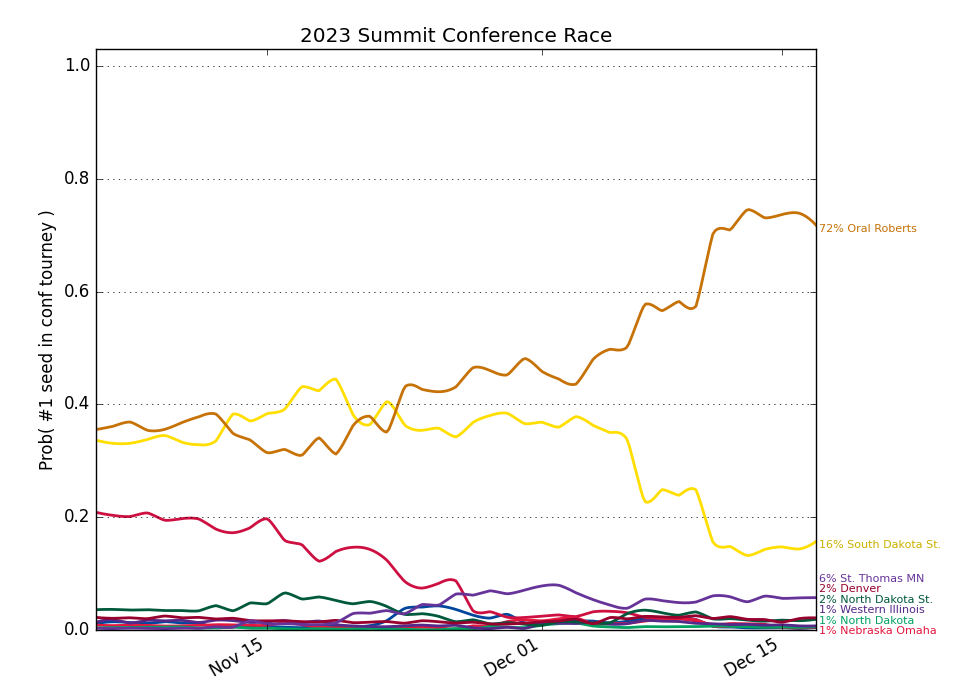 2023 Summit Conference Race
Prob( #1 seed in conf tourney )
1.0
0.8
0.6
0.4
0.2
0.0
Nov 15
Dec 01
Dec 15
72% Oral Roberts
16% South Dakota St.
6% St. Thomas MN
2% Denver
2% North Dakota St.
1% Western Illinois
1% North Dakota
1% Nebraska Omaha